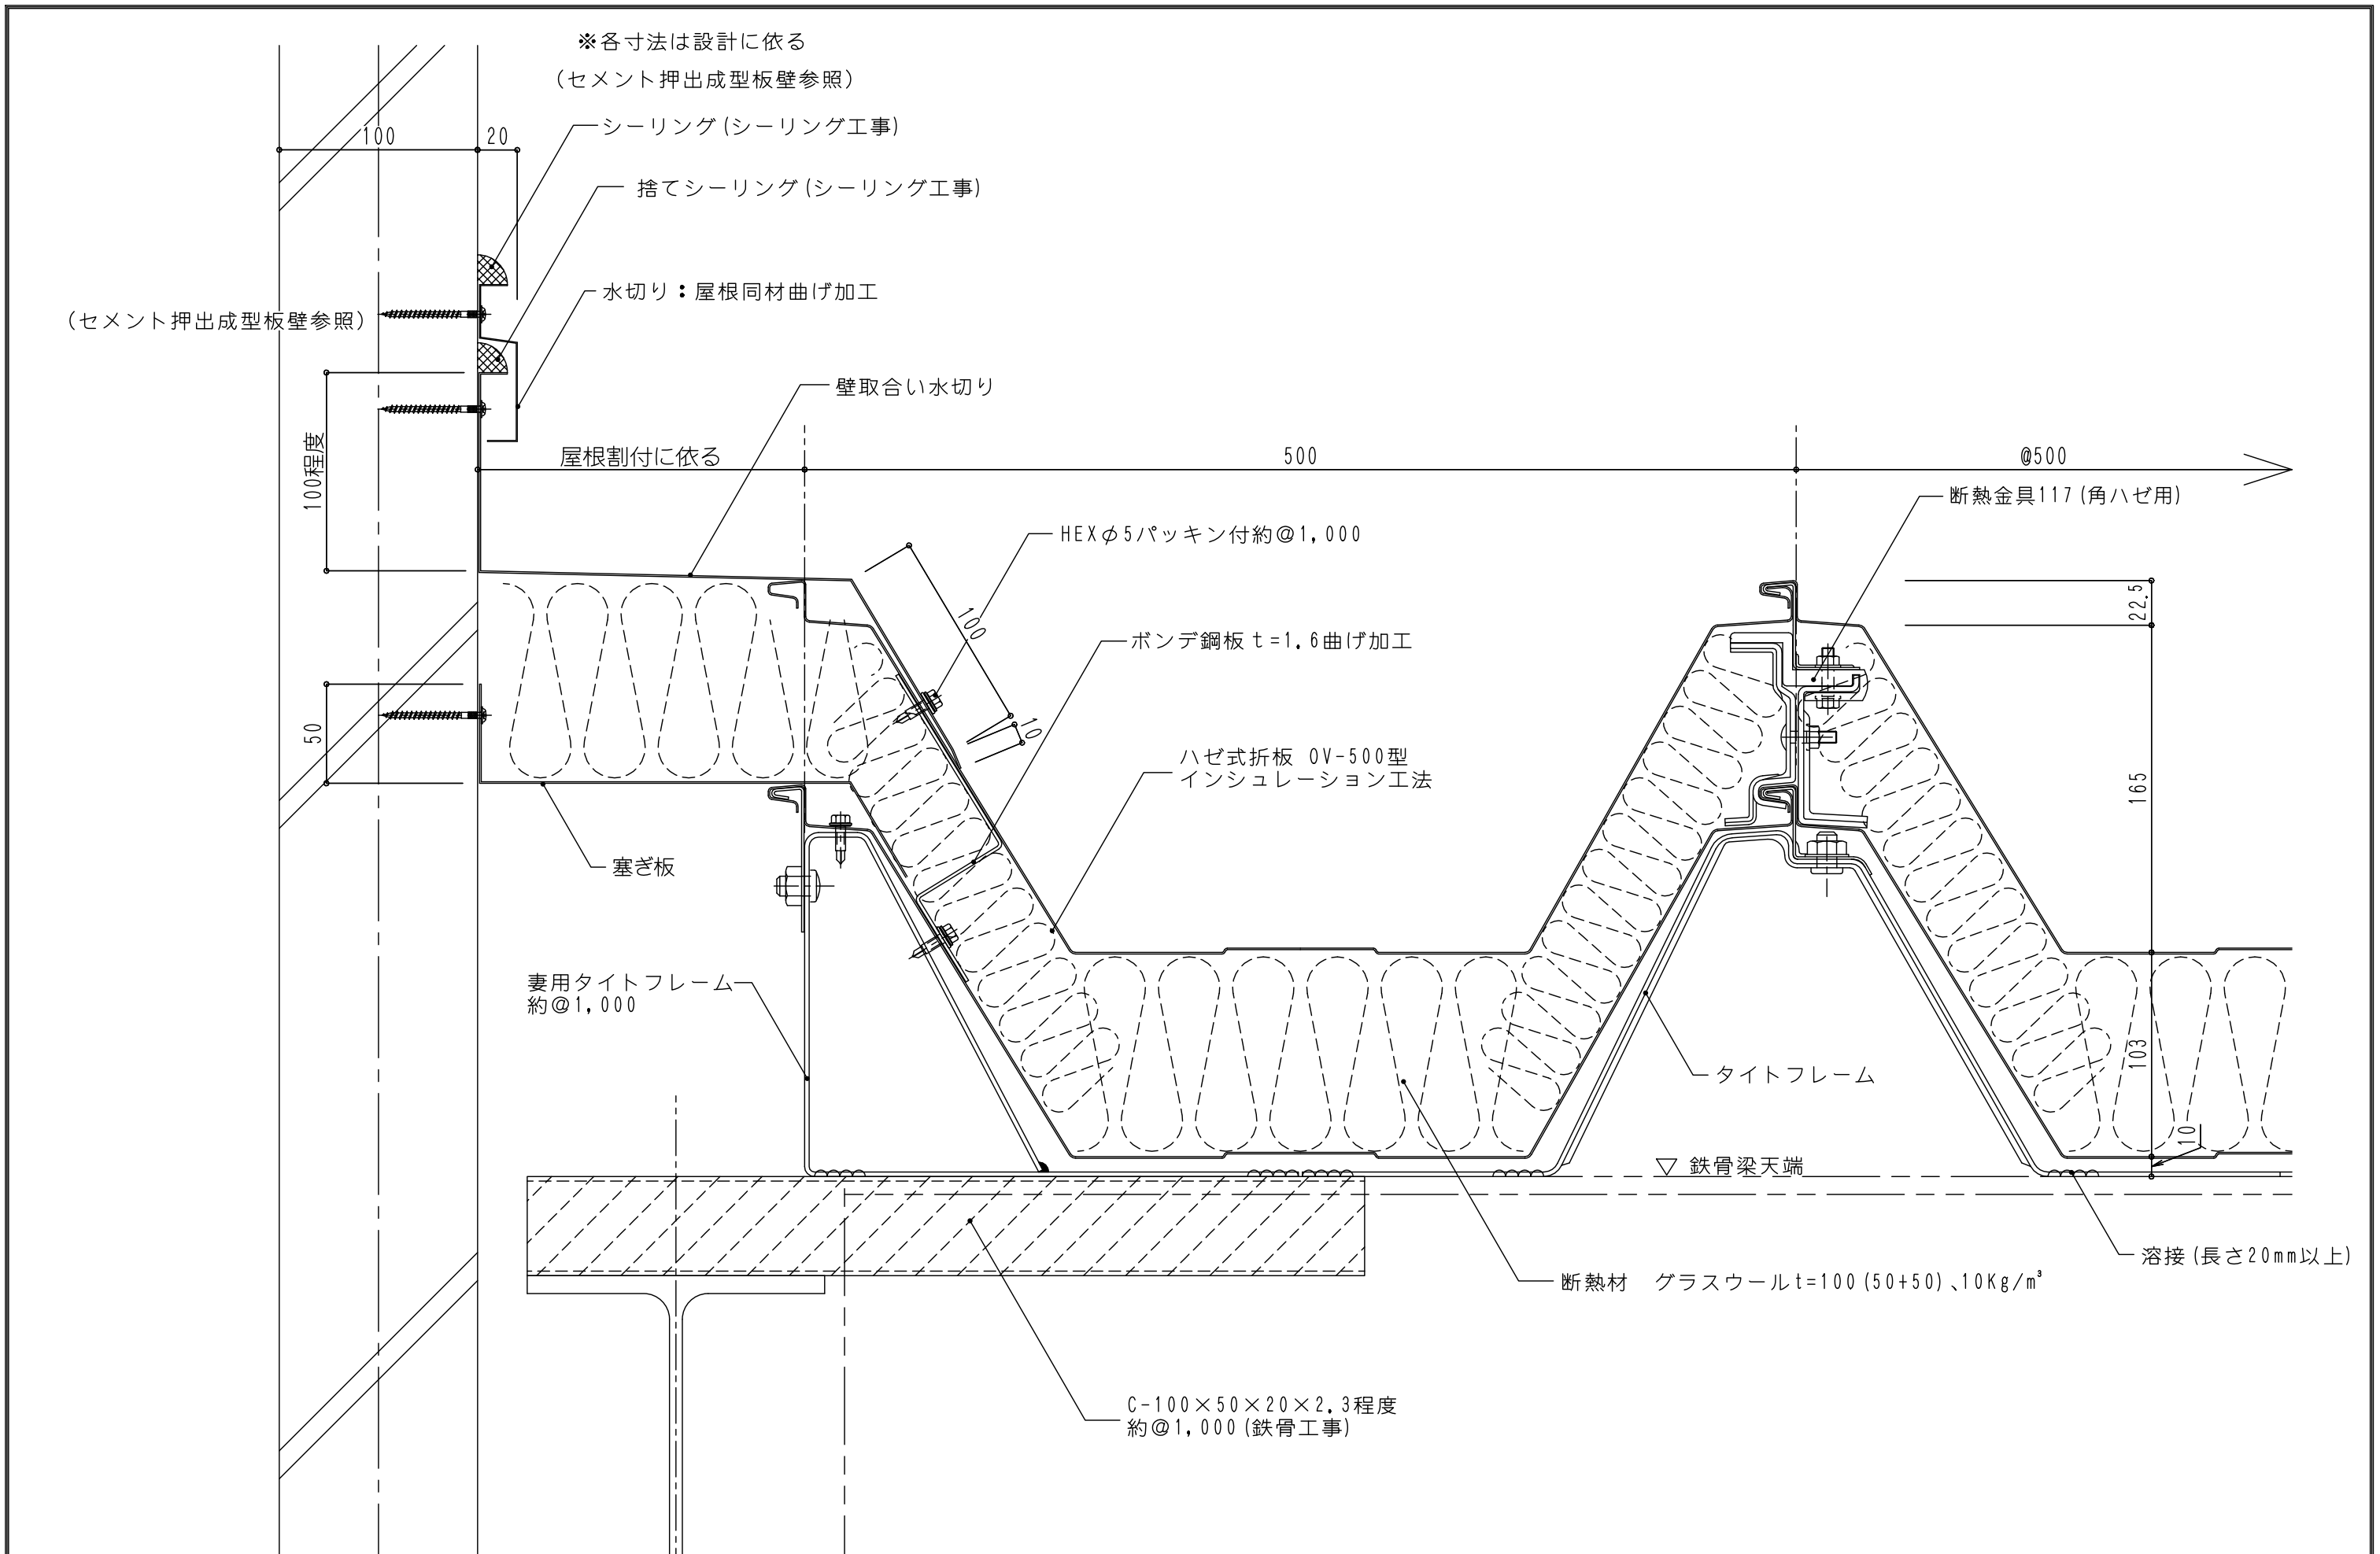 ※各寸法は設計に依る
(セメント押出成型板壁参照)
シーリング(シーリング工事)
100
20
捨てシーリング(シーリング工事)
水切り:屋根同材曲げ加工
(セメント押出成型板壁参照)
壁取合い水切り
100程度
屋根割付に依る
500
@500
断熱金具117(角ハゼ用)
HEXφ5パッキン付約@1,000
22.5
100
ボンデ鋼板 t=1.6曲げ加工
10
50
ハゼ式折板 OV-500型
インシュレーション工法
165
塞ぎ板
妻用タイトフレーム
約@1,000
103
タイトフレーム
10
▽ 鉄骨梁天端
溶接(長さ20mm以上)
断熱材 グラスウールt=100(50+50)、10Kg/m³
C-100×50×20×2.3程度
約@1,000(鉄骨工事)